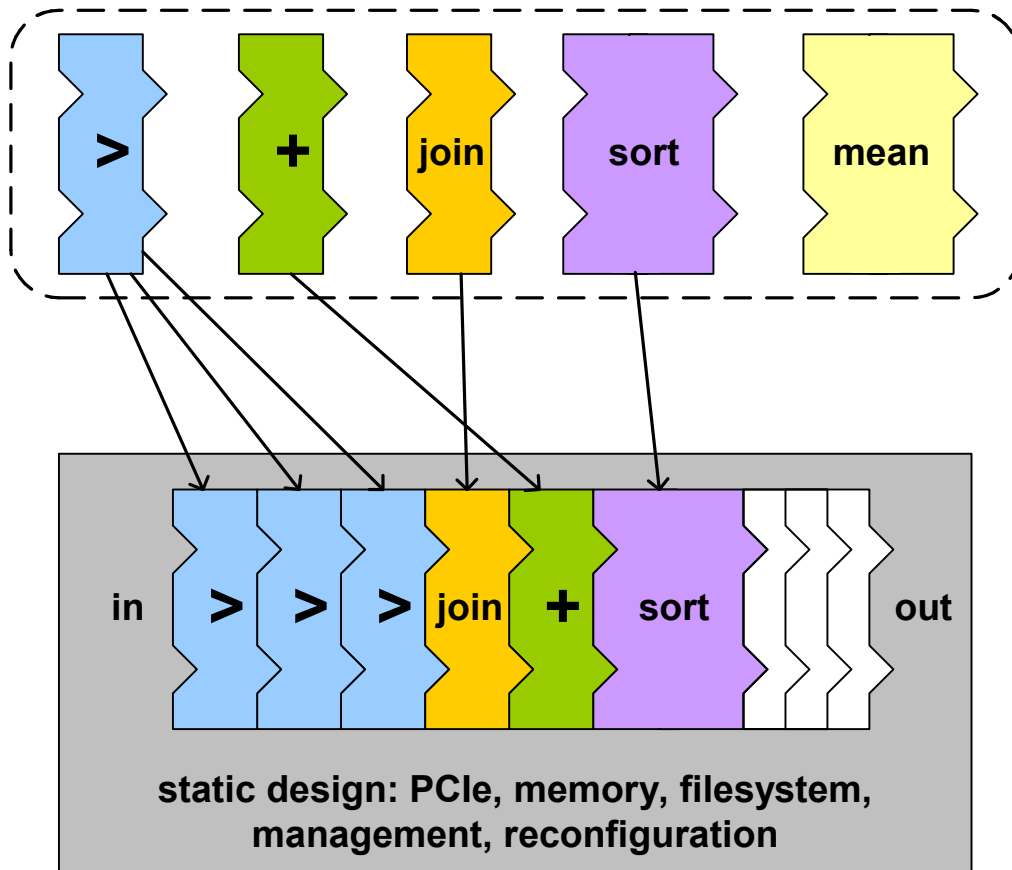 > + join sort mean
in > > > join + sort out
static design: PCIe, memory, filesystem,
management, reconfiguration